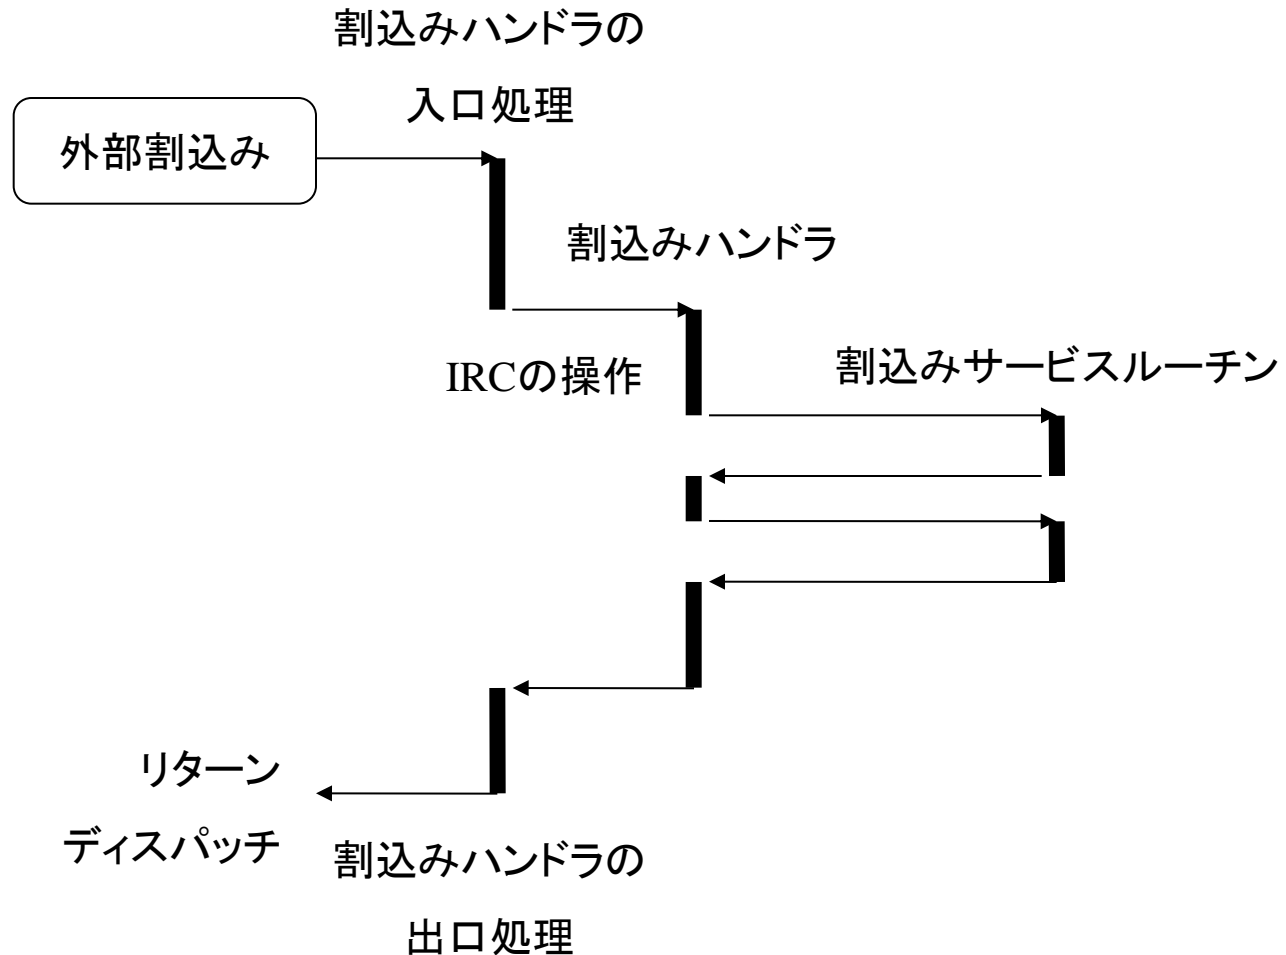 割込みハンドラの
入口処理
外部割込み
割込みハンドラ
IRCの操作
割込みサービスルーチン
リターン
ディスパッチ
割込みハンドラの
出口処理